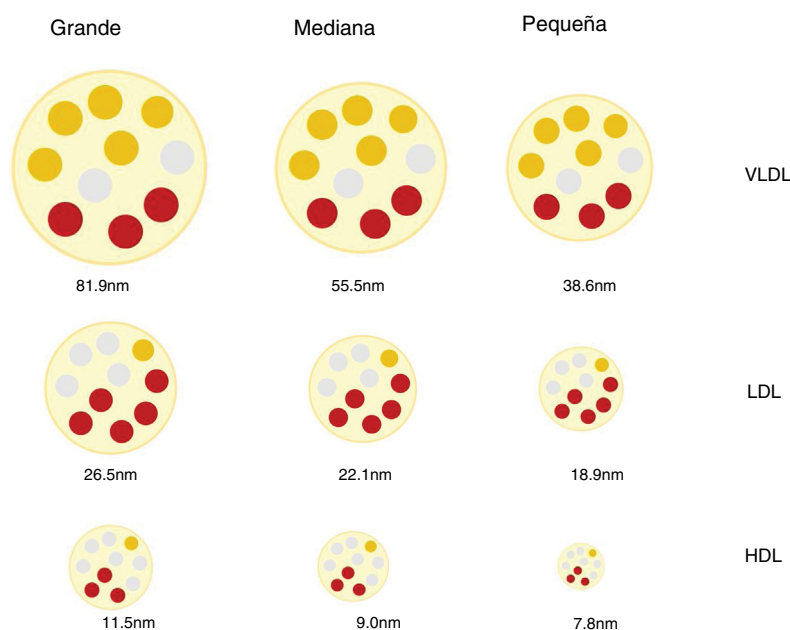 Grande Mediana Pequeña
VLDL
81.9nm 55.5nm 38.6nm
LDL
26.5nm 22.1nm 18.9nm
HDL
11.5nm 9.0nm 7.8nm